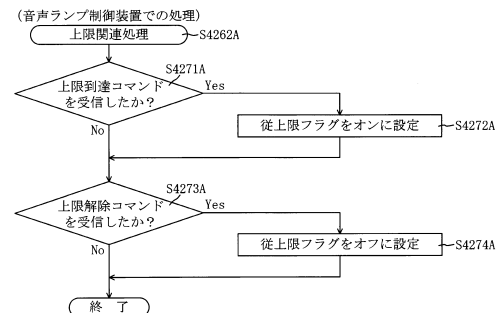 (音声ランプ制御装置での処理)
上限関連処理
S4262A
S4271A
上限到達コマンド
を受信したか?
Yes
No
従上限フラグをオンに設定
S4272A
S4273A
上限解除コマンド
を受信したか?
Yes
No
従上限フラグをオフに設定
S4274A
終 了